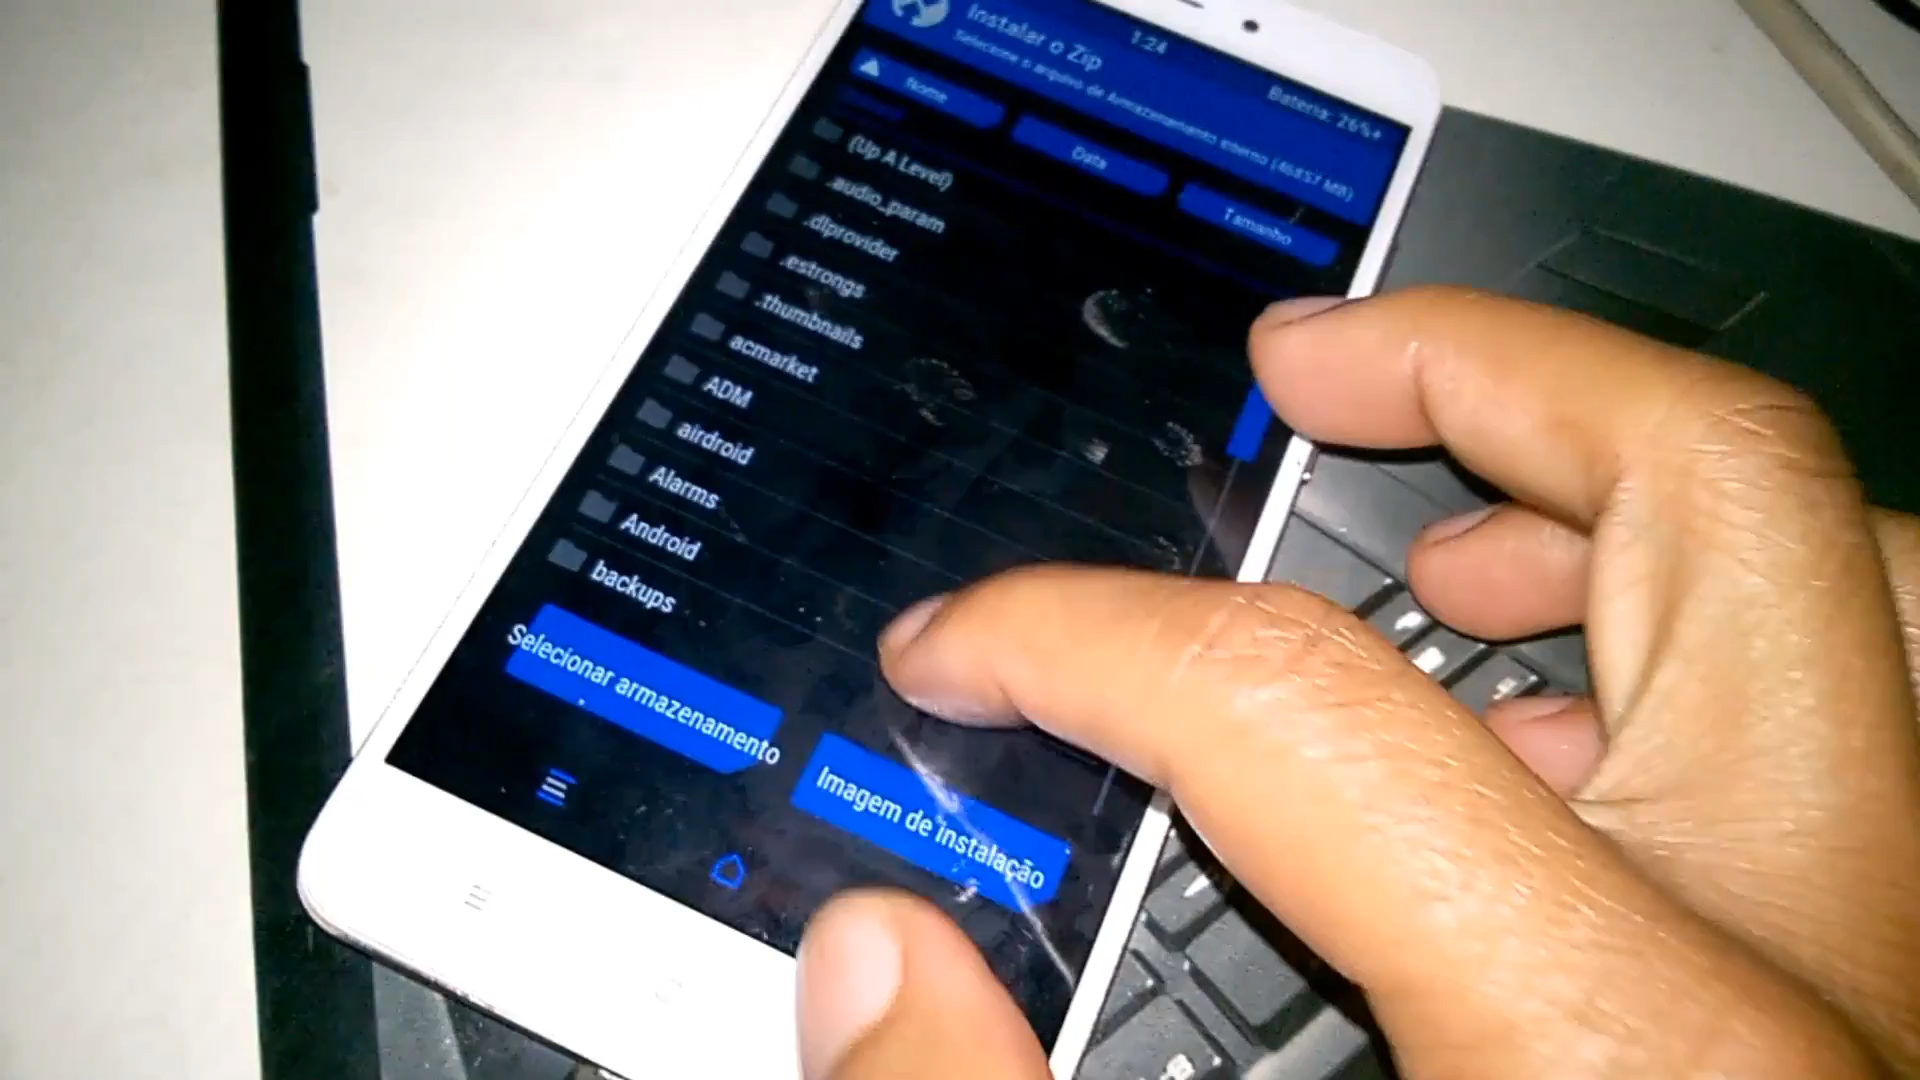 Instalar o Zip
1:24
Bateria: 26%+
Selecione o arquivo de Armazenamento interno (46857 MB)
Nome
Data
Tamanho
(Up A Level)
.audio_param
.dlprovider
.estrongs
.thumbnails
acmarket
ADM
airdroid
Alarms
Android
backups
Selecionar armazenamento
Imagem de instalação